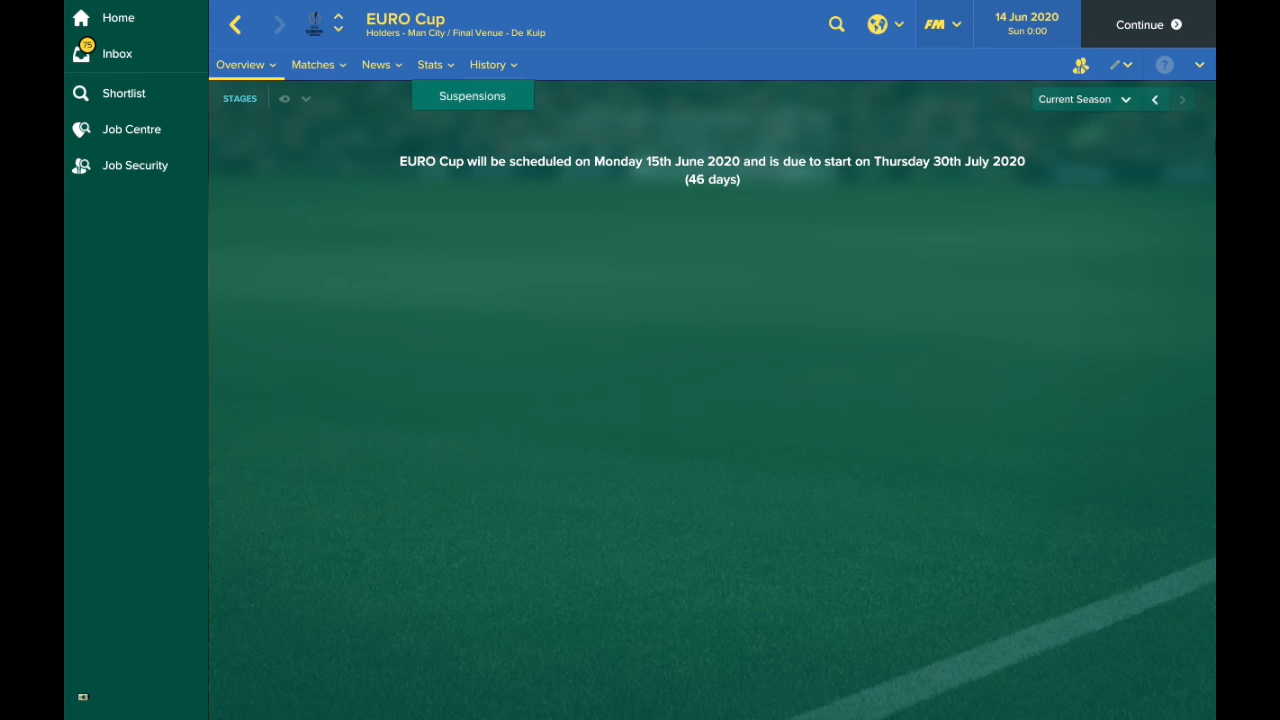 Home
75
Inbox
Shortlist
Job Centre
Job Security
EURO Cup
Holders - Man City / Final Venue - De Kuip
FM
14 Jun 2020
Sun 0:00
Continue
Overview
Matches
News
Stats
History
?
STAGES
Suspensions
Current Season
EURO Cup will be scheduled on Monday 15th June 2020 and is due to start on Thursday 30th July 2020
(46 days)